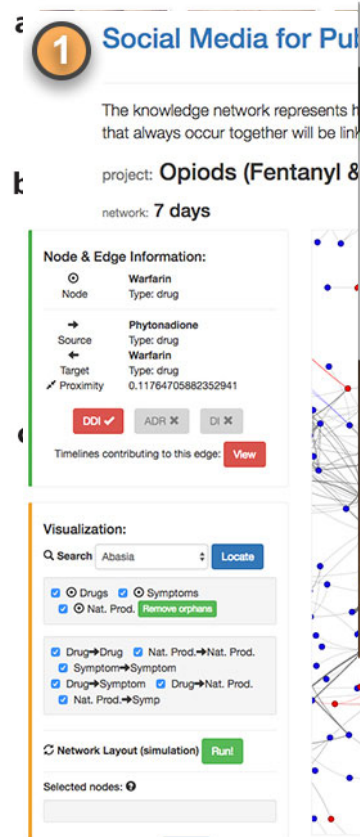 a
1
Social Media for Pub
The knowledge network represents h
that always occur together will be link
b
project: Opiods (Fentanyl &
network: 7 days
Node & Edge Information:
Warfarin
Node Type: drug
Phytonadione
Source Type: drug
Warfarin
Target Type: drug
Proximity 0.11764705882352941
DDI ✔ ADR ✖ DI ✖
Timelines contributing to this edge: View
Visualization:
Search Abasia Locate
Drugs Symptoms
Nat. Prod. Remove orphans
Drug➔Drug Nat. Prod.➔Nat. Prod.
Symptom➔Symptom
Drug➔Symptom Drug➔Nat. Prod.
Nat. Prod.➔Symp
Network Layout (simulation) Run!
Selected nodes: